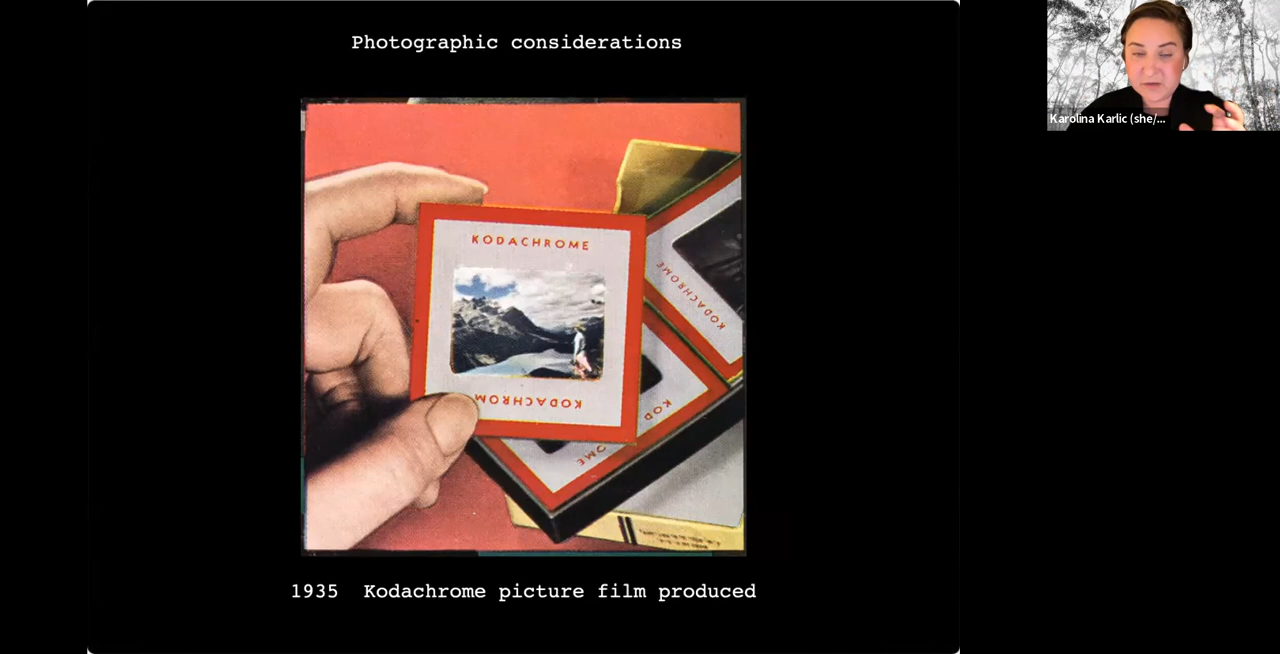 Photographic considerations
Karolina Karlic (she/...
KODACHROME
KODACHROM
KODACHROME
KOD
OME
1935 Kodachrome picture film produced